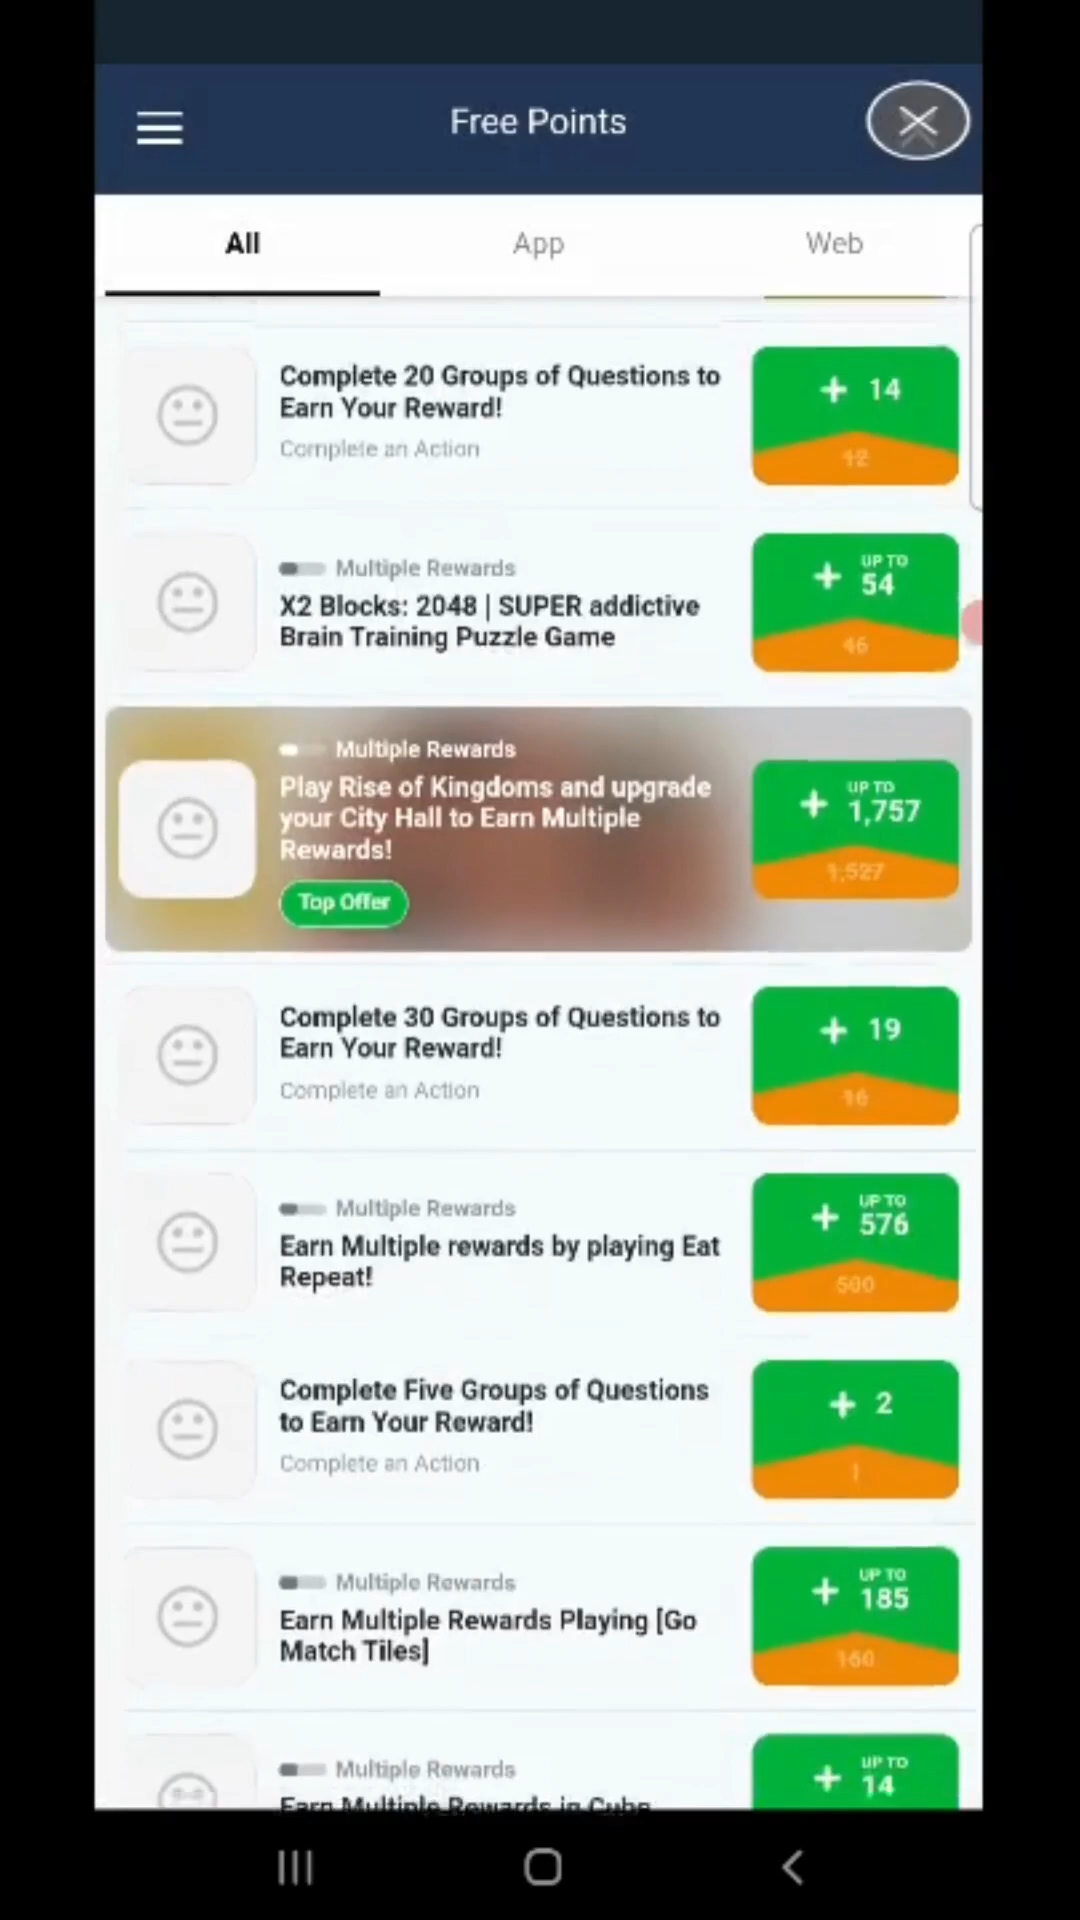 Free Points
All
App
Web
Complete 20 Groups of Questions to
Earn Your Reward!
Complete an Action
+ 14
12
Multiple Rewards
X2 Blocks: 2048 | SUPER addictive
Brain Training Puzzle Game
UP TO
+ 54
46
Multiple Rewards
Play Rise of Kingdoms and upgrade
your City Hall to Earn Multiple
Rewards!
Top Offer
UP TO
+ 1,757
1,527
Complete 30 Groups of Questions to
Earn Your Reward!
Complete an Action
+ 19
16
Multiple Rewards
Earn Multiple rewards by playing Eat
Repeat!
UP TO
+ 576
500
Complete Five Groups of Questions
to Earn Your Reward!
Complete an Action
+ 2
1
Multiple Rewards
Earn Multiple Rewards Playing [Go
Match Tiles]
UP TO
+ 185
160
Multiple Rewards
Earn Multiple Rewards in Cube
UP TO
+ 14